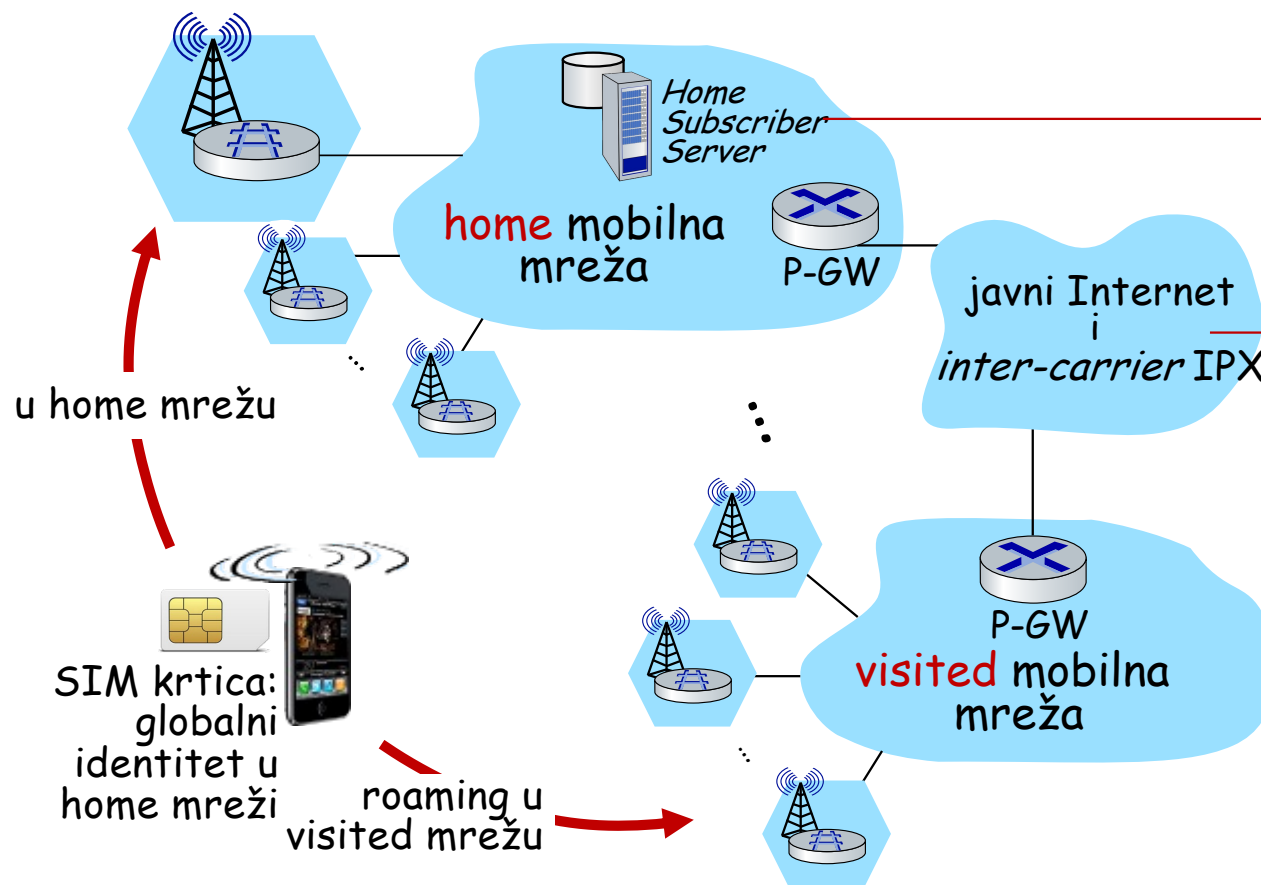 Home
Subscriber
Server
home mobilna
mreža
P-GW
javni Internet
i
inter-carrier IPX
u home mrežu
...
...
SIM krtica:
globalni
identitet u
home mreži
P-GW
visited mobilna
mreža
...
roaming u
visited mrežu